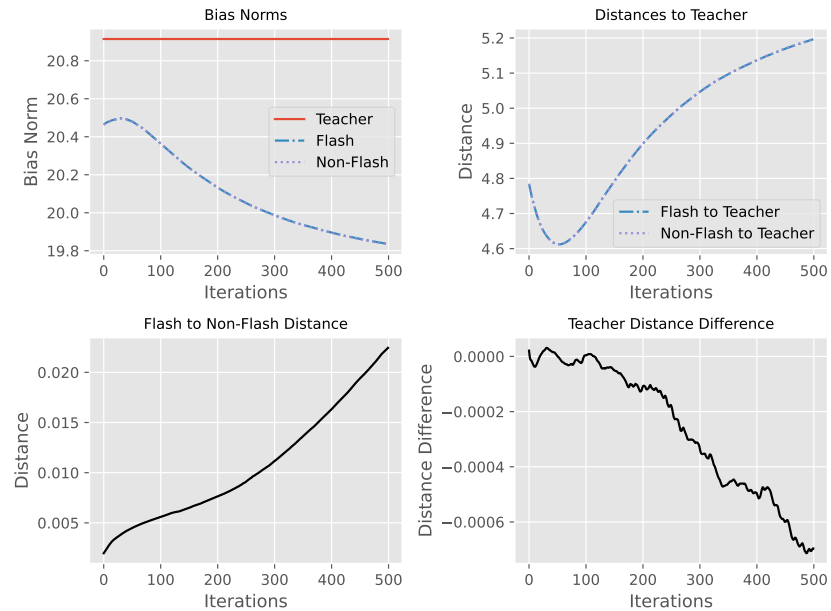 Bias Norms
20.8
20.6
20.4
20.2
20.0
19.8
Bias Norm
Teacher
Flash
Non-Flash
0 100 200 300 400 500
Iterations
Distances to Teacher
5.2
5.1
5.0
4.9
4.8
4.7
4.6
Distance
Flash to Teacher
Non-Flash to Teacher
0 100 200 300 400 500
Iterations
Flash to Non-Flash Distance
0.020
0.015
0.010
0.005
Distance
0 100 200 300 400 500
Iterations
Teacher Distance Difference
0.0000
−0.0002
−0.0004
−0.0006
Distance Difference
0 100 200 300 400 500
Iterations